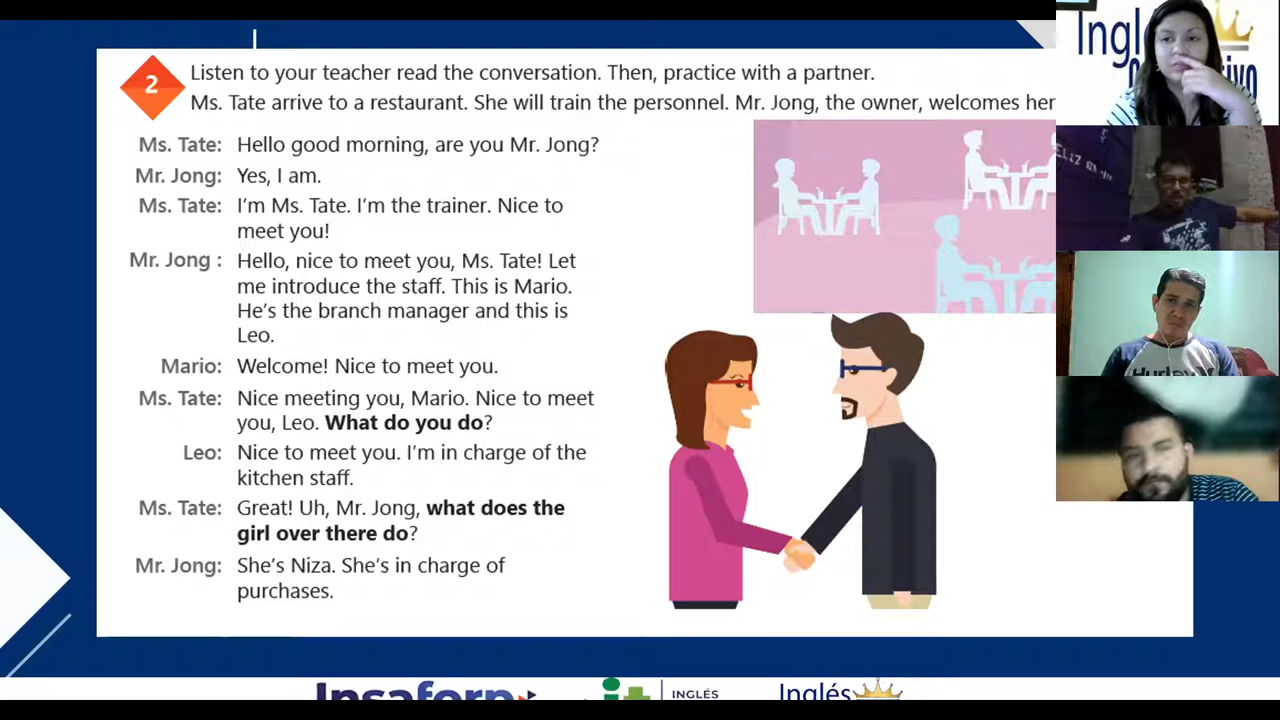 2
Listen to your teacher read the conversation. Then, practice with a partner.
Ms. Tate arrive to a restaurant. She will train the personnel. Mr. Jong, the owner, welcomes her
Ms. Tate: Hello good morning, are you Mr. Jong?
Mr. Jong: Yes, I am.
Ms. Tate: I'm Ms. Tate. I'm the trainer. Nice to
meet you!
Mr. Jong : Hello, nice to meet you, Ms. Tate! Let
me introduce the staff. This is Mario.
He's the branch manager and this is
Leo.
Mario: Welcome! Nice to meet you.
Ms. Tate: Nice meeting you, Mario. Nice to meet
you, Leo. What do you do?
Leo: Nice to meet you. I'm in charge of the
kitchen staff.
Ms. Tate: Great! Uh, Mr. Jong, what does the
girl over there do?
Mr. Jong: She's Niza. She's in charge of
purchases.
Insaforp
it
INGLÉS
Inglés
Ingl
ivo
ELIZ
Hurley